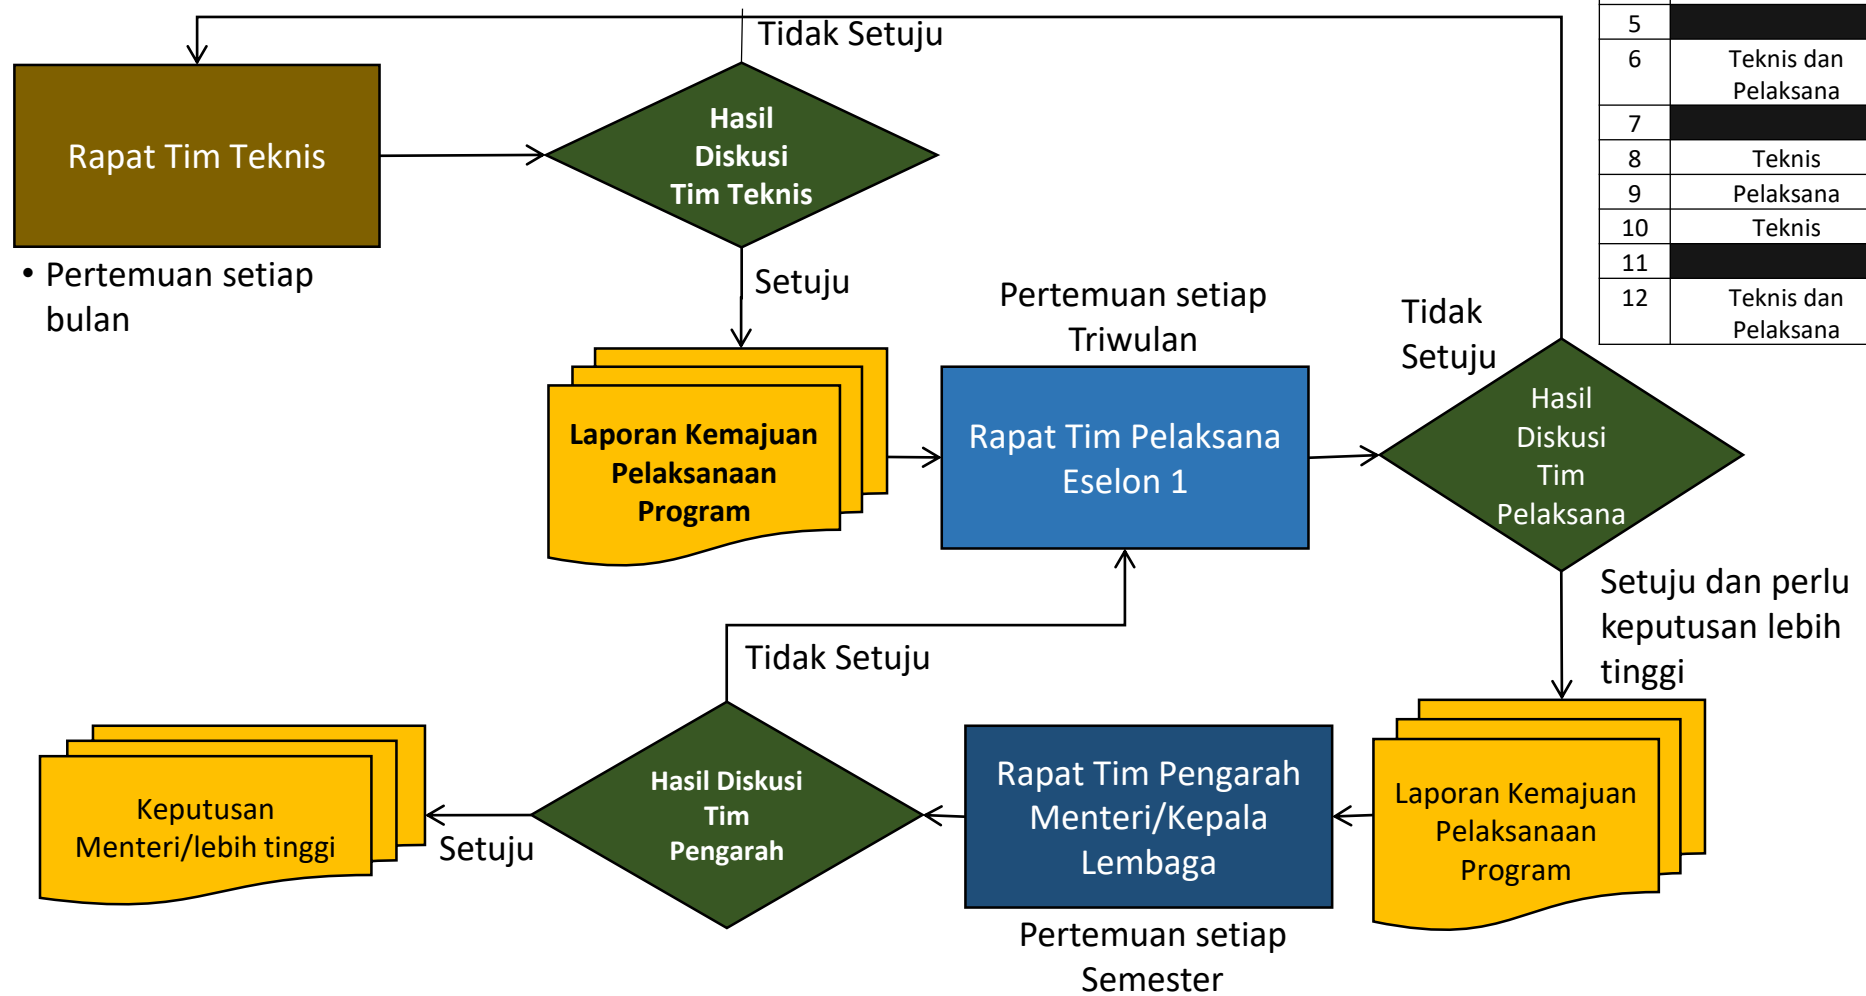 Tidak Setuju
Rapat Tim Teknis
Hasil
Diskusi
Tim Teknis
• Pertemuan setiap
bulan
Setuju
Pertemuan setiap
Triwulan
Tidak
Setuju
5
6 Teknis dan
Pelaksana
7
8 Teknis
9 Pelaksana
10 Teknis
11
12 Teknis dan
Pelaksana
Laporan Kemajuan
Pelaksanaan
Program
Rapat Tim Pelaksana
Eselon 1
Hasil
Diskusi
Tim
Pelaksana
Setuju dan perlu
keputusan lebih
tinggi
Tidak Setuju
Keputusan
Menteri/lebih tinggi
Setuju
Hasil Diskusi
Tim
Pengarah
Rapat Tim Pengarah
Menteri/Kepala
Lembaga
Laporan Kemajuan
Pelaksanaan
Program
Pertemuan setiap
Semester